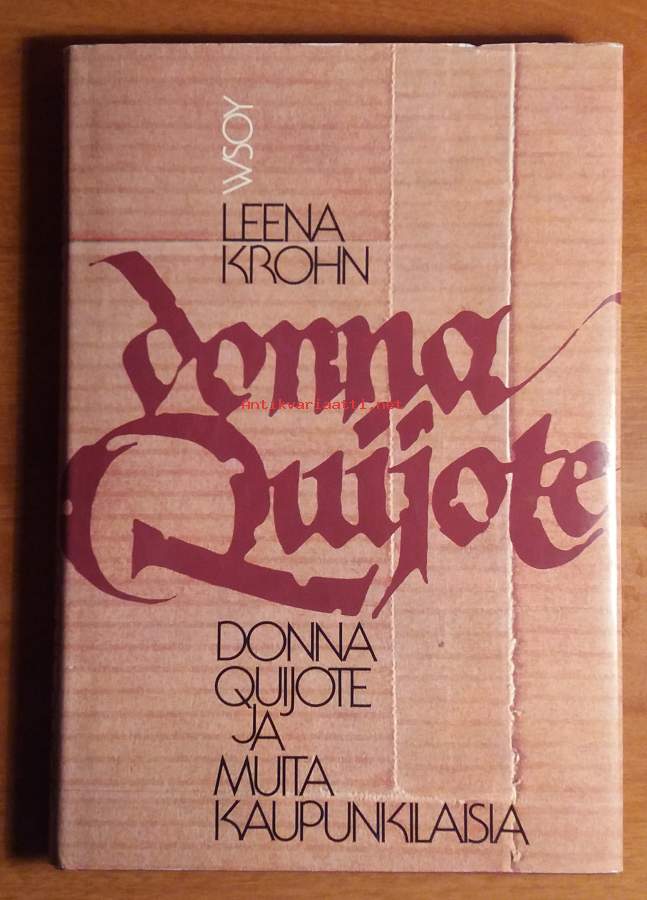 WSOY
LEENA
KROHN
donna
Antikvariaatti.net
Quijote
DONNA
QUIJOTE
JA
MUITA
KAUPUNKILAISIA